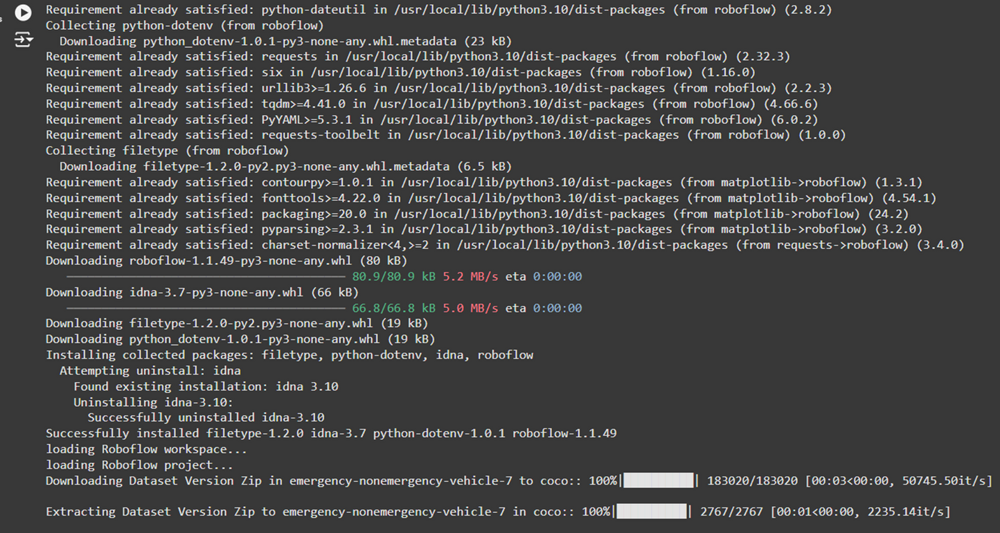 Requirement already satisfied: python-dateutil in /usr/local/lib/python3.10/dist-packages (from roboflow) (2.8.2)
Collecting python-dotenv (from roboflow)
  Downloading python_dotenv-1.0.1-py3-none-any.whl.metadata (23 kB)
Requirement already satisfied: requests in /usr/local/lib/python3.10/dist-packages (from roboflow) (2.32.3)
Requirement already satisfied: six in /usr/local/lib/python3.10/dist-packages (from roboflow) (1.16.0)
Requirement already satisfied: urllib3>=1.26.6 in /usr/local/lib/python3.10/dist-packages (from roboflow) (2.2.3)
Requirement already satisfied: tqdm>=4.41.0 in /usr/local/lib/python3.10/dist-packages (from roboflow) (4.66.6)
Requirement already satisfied: PyYAML>=5.3.1 in /usr/local/lib/python3.10/dist-packages (from roboflow) (6.0.2)
Requirement already satisfied: requests-toolbelt in /usr/local/lib/python3.10/dist-packages (from roboflow) (1.0.0)
Collecting filetype (from roboflow)
  Downloading filetype-1.2.0-py2.py3-none-any.whl.metadata (6.5 kB)
Requirement already satisfied: contourpy>=1.0.1 in /usr/local/lib/python3.10/dist-packages (from matplotlib->roboflow) (1.3.1)
Requirement already satisfied: fonttools>=4.22.0 in /usr/local/lib/python3.10/dist-packages (from matplotlib->roboflow) (4.54.1)
Requirement already satisfied: packaging>=20.0 in /usr/local/lib/python3.10/dist-packages (from matplotlib->roboflow) (24.2)
Requirement already satisfied: pyparsing>=2.3.1 in /usr/local/lib/python3.10/dist-packages (from matplotlib->roboflow) (3.2.0)
Requirement already satisfied: charset-normalizer<4,>=2 in /usr/local/lib/python3.10/dist-packages (from requests->roboflow) (3.4.0)
Downloading roboflow-1.1.49-py3-none-any.whl (80 kB)
80.9/80.9 kB 5.2 MB/s eta 0:00:00
Downloading idna-3.7-py3-none-any.whl (66 kB)
66.8/66.8 kB 5.0 MB/s eta 0:00:00
Downloading filetype-1.2.0-py2.py3-none-any.whl (19 kB)
Downloading python_dotenv-1.0.1-py3-none-any.whl (19 kB)
Installing collected packages: filetype, python-dotenv, idna, roboflow
  Attempting uninstall: idna
    Found existing installation: idna 3.10
    Uninstalling idna-3.10:
      Successfully uninstalled idna-3.10
Successfully installed filetype-1.2.0 idna-3.7 python-dotenv-1.0.1 roboflow-1.1.49
loading Roboflow workspace...
loading Roboflow project...
Downloading Dataset Version Zip in emergency-nonemergency-vehicle-7 to coco:: 100%|██████████| 183020/183020 [00:03<00:00, 50745.50it/s]
Extracting Dataset Version Zip to emergency-nonemergency-vehicle-7 in coco:: 100%|██████████| 2767/2767 [00:01<00:00, 2235.14it/s]